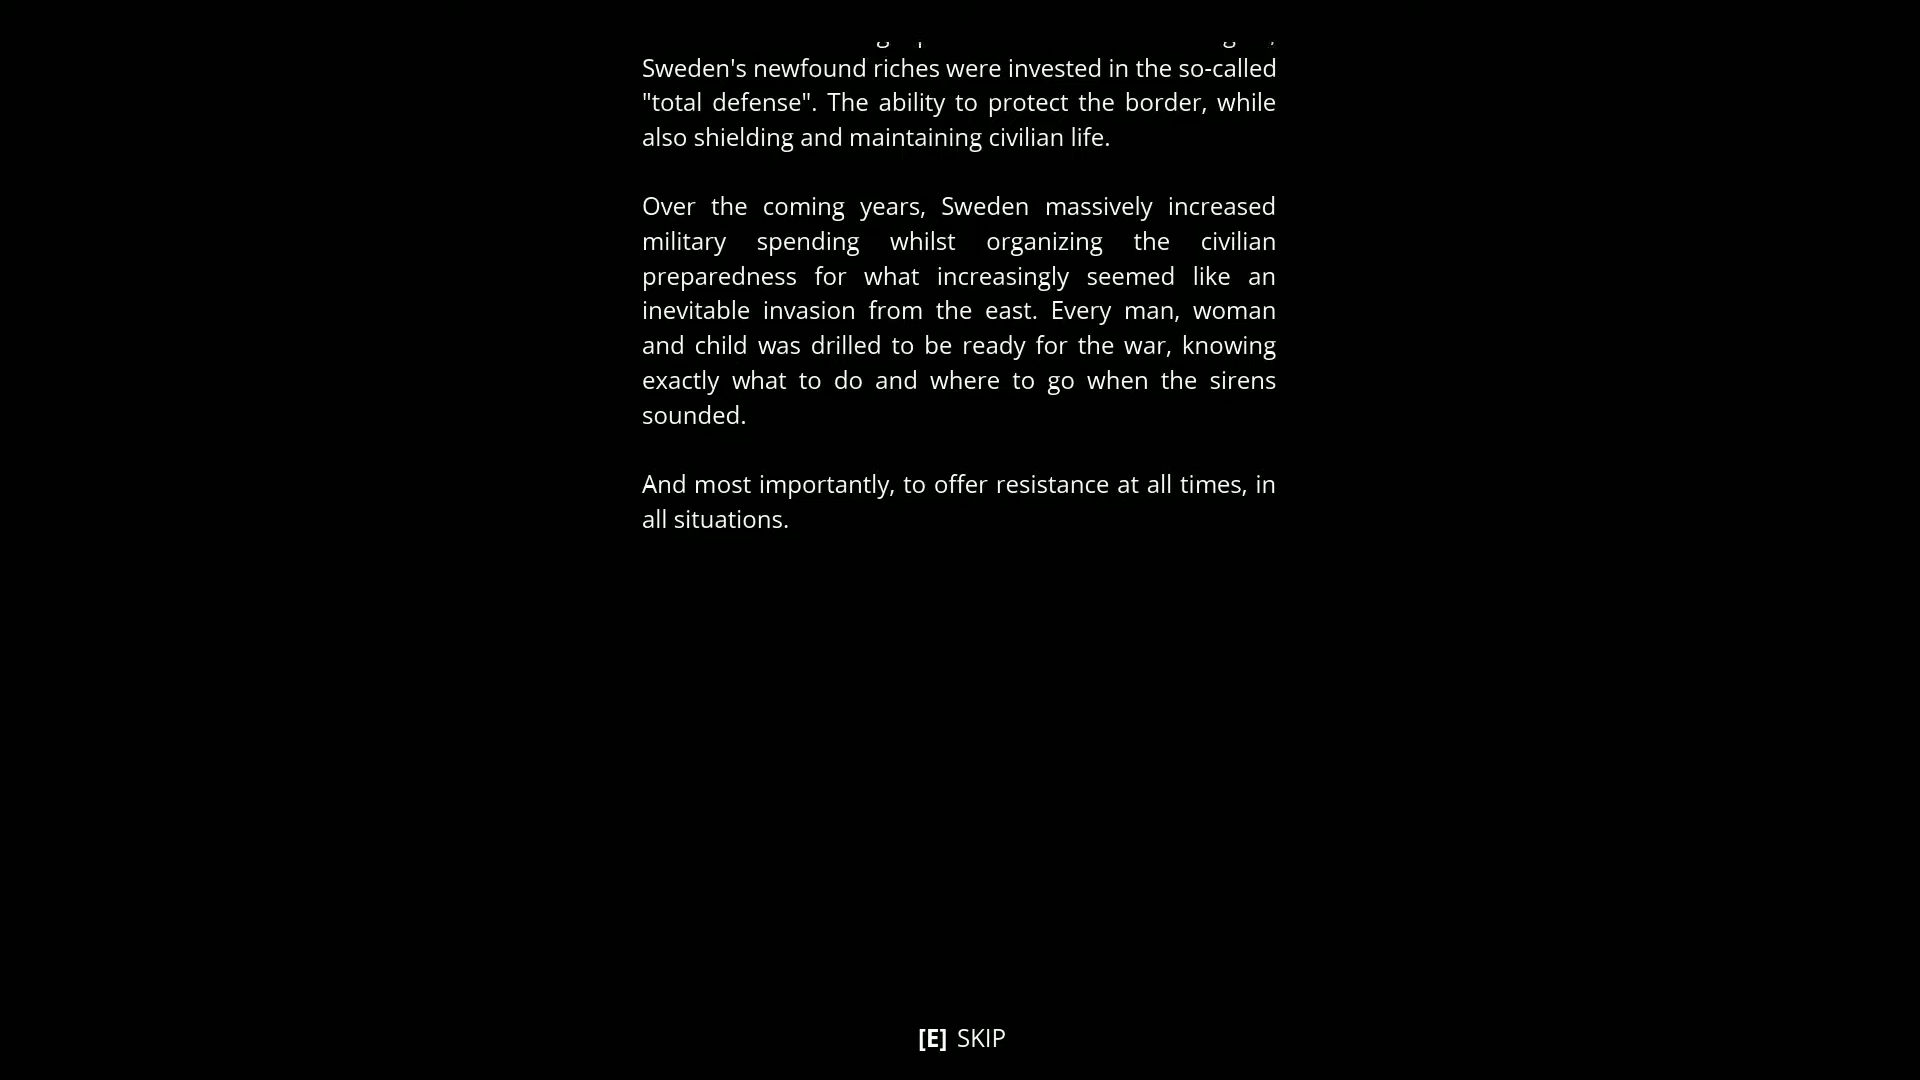 Sweden's newfound riches were invested in the so-called
"total defense". The ability to protect the border, while
also shielding and maintaining civilian life.
Over the coming years, Sweden massively increased
military spending whilst organizing the civilian
preparedness for what increasingly seemed like an
inevitable invasion from the east. Every man, woman
and child was drilled to be ready for the war, knowing
exactly what to do and where to go when the sirens
sounded.
And most importantly, to offer resistance at all times, in
all situations.
[E] SKIP